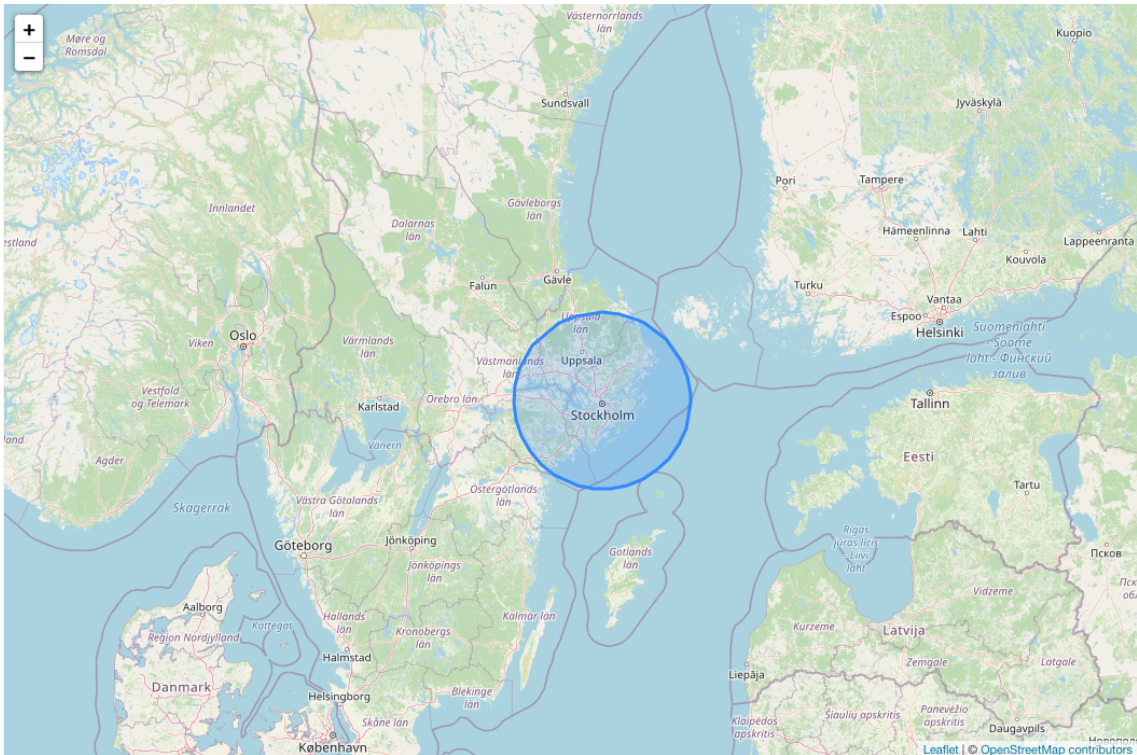 +
−
Møre og
Romsdal
Västernorrlands
län
Kuopio
Sundsvall
Jyväskylä
Innlandet
Dalarnas
län
Gävleborgs
län
Pori
Tampere
Hämeenlinna
Lahti
Lappeenranta
Kouvola
Falun
Gävle
Turku
Vantaa
Espoo
Helsinki
Suomenlahti
- Soome
laht - Финский
залив
Oslo
Viken
Värmlands
län
Västmanlands
län
Uppsala
län
Uppsala
Vestfold
og Telemark
Karlstad
Örebro län
Stockholm
Tallinn
Agder
Vänern
Eesti
Östergötlands
län
Västra Götalands
län
Skagerrak
Tartu
Göteborg
Jönköping
Jönköpings
län
Gotlands
län
Rīgas
jūras līcis
- Liivi
laht
Псков
Aalborg
Kattegat
Region Nordjylland
Hallands
län
Kronobergs
län
Kalmar län
Vidzeme
Kurzeme
Latvija
Halmstad
Zemgale
Latgale
Liepāja
Danmark
Helsingborg
Blekinge
län
Skåne län
København
Klaipėdos
apskritis
Šiaulių apskritis
Panevėžio
apskritis
Daugavpils
Leaflet | © OpenStreetMap contributors